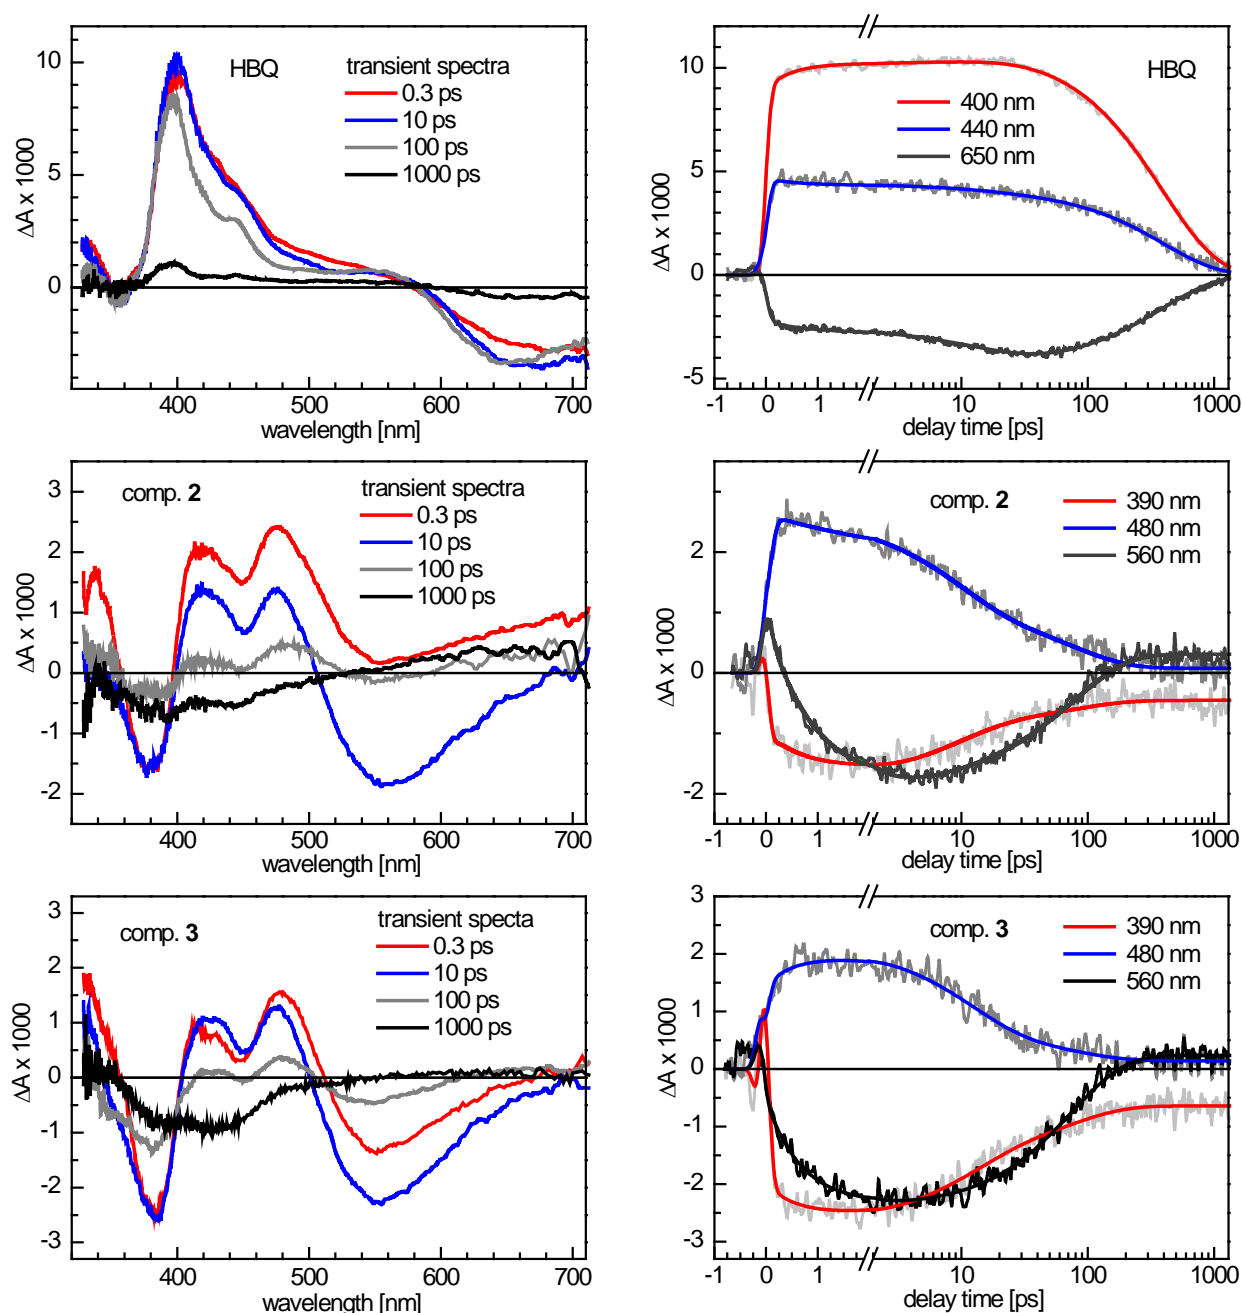 HBQ
transient spectra
0.3 ps
10 ps
100 ps
1000 ps
10
5
0
ΔA x 1000
400
500
600
700
wavelength [nm]
HBQ
400 nm
440 nm
650 nm
10
5
0
-5
ΔA x 1000
-1
0
1
10
100
1000
delay time [ps]
comp. 2
transient spectra
0.3 ps
10 ps
100 ps
1000 ps
3
2
1
0
-1
-2
ΔA x 1000
400
500
600
700
wavelength [nm]
comp. 2
390 nm
480 nm
560 nm
2
0
-2
ΔA x 1000
-1
0
1
10
100
1000
delay time [ps]
comp. 3
transient specta
0.3 ps
10 ps
100 ps
1000 ps
3
2
1
0
-1
-2
-3
ΔA x 1000
400
500
600
700
wavelength [nm]
comp. 3
390 nm
480 nm
560 nm
3
2
1
0
-1
-2
-3
ΔA x 1000
-1
0
1
10
100
1000
delay time [ps]